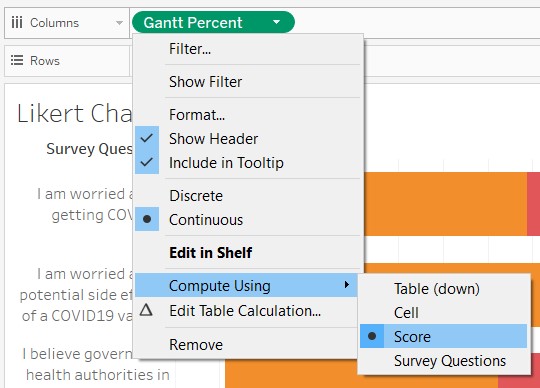 Columns
Gantt Percent
Rows
Filter...
Show Filter
Format...
Show Header
Include in Tooltip
Discrete
Continuous
Edit in Shelf
Compute Using
Edit Table Calculation...
Remove
Table (down)
Cell
Score
Survey Questions
Likert Cha
Survey Ques
I am worried a
getting COV
I am worried a
potential side ef
of a COVID19 va
I believe govern
health authorities in